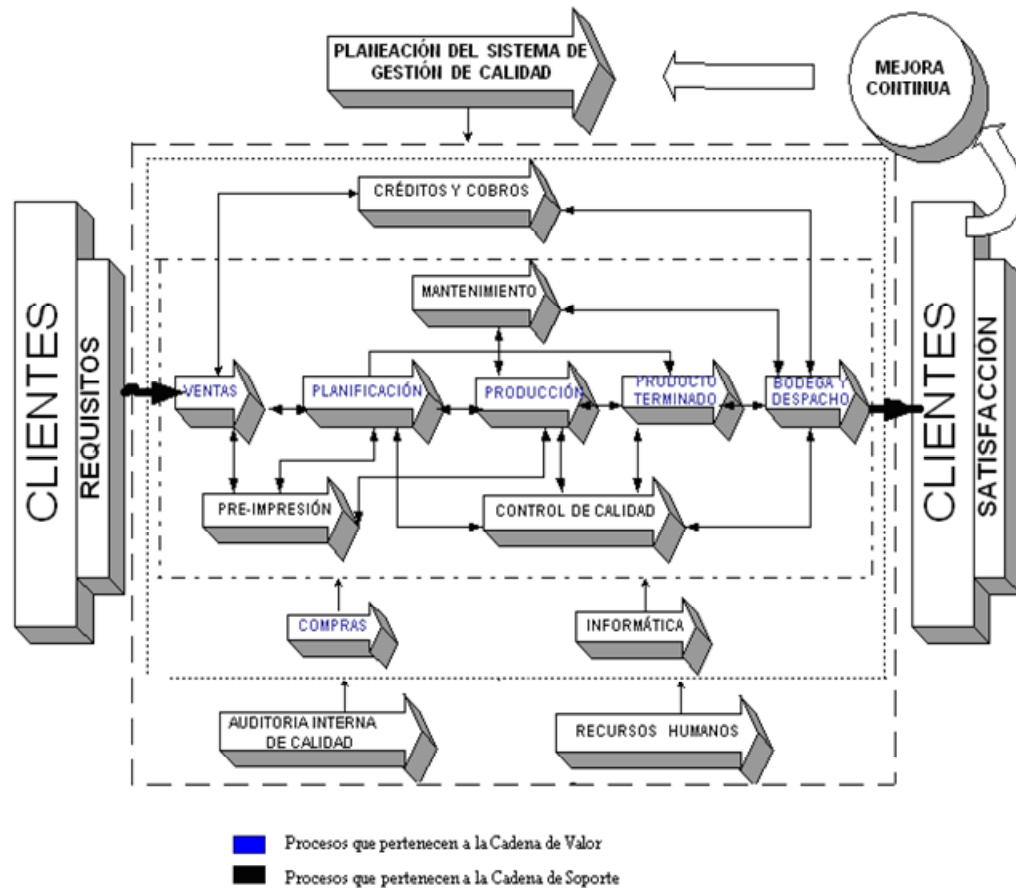 PLANEACIÓN DEL SISTEMA DE
GESTIÓN DE CALIDAD
MEJORA
CONTINUA
CRÉDITOS Y COBROS
MANTENIMIENTO
CLIENTES
REQUISITOS
VENTAS
PLANIFICACIÓN
PRODUCCIÓN
PRODUCTO
TERMINADO
BODEGA Y
DESPACHO
CLIENTES
SATISFACCION
PRE-IMPRESIÓN
CONTROL DE CALIDAD
COMPRAS
INFORMÁTICA
AUDITORIA INTERNA
DE CALIDAD
RECURSOS HUMANOS
Procesos que pertenecen a la Cadena de Valor
Procesos que pertenecen a la Cadena de Soporte